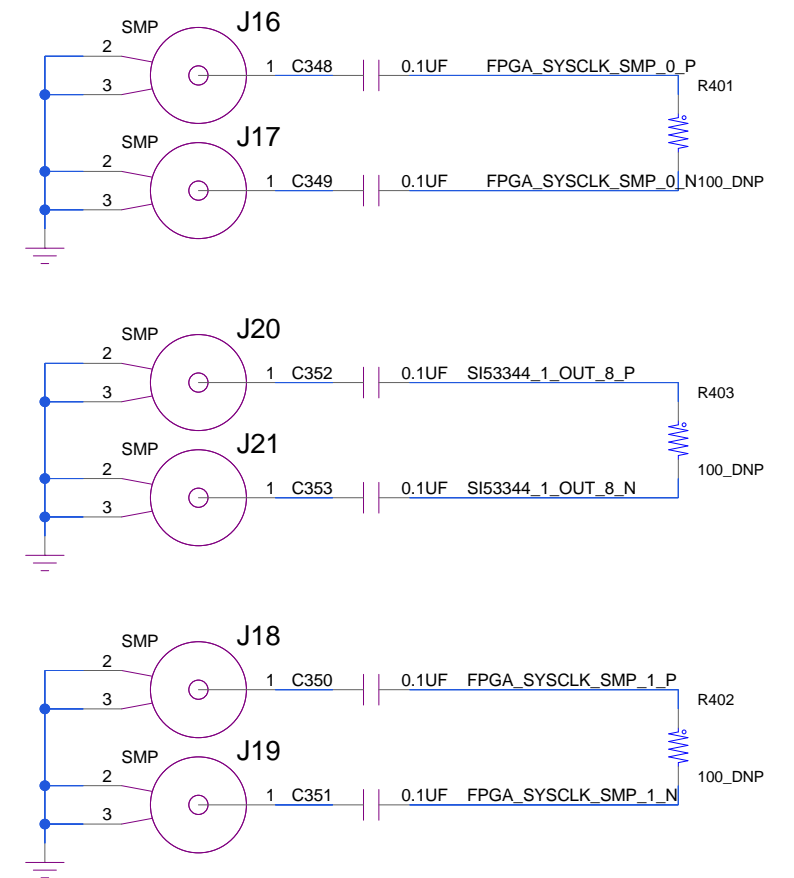 SMP J16
2
1 C348 0.1UF FPGA_SYSCLK_SMP_0_P
3
R401
SMP J17
2
1 C349 0.1UF FPGA_SYSCLK_SMP_0_N 100_DNP
3
SMP J20
2
1 C352 0.1UF SI53344_1_OUT_8_P
3
R403
SMP J21
2
100_DNP
1 C353 0.1UF SI53344_1_OUT_8_N
3
SMP J18
2
1 C350 0.1UF FPGA_SYSCLK_SMP_1_P
3
R402
SMP J19
2
100_DNP
1 C351 0.1UF FPGA_SYSCLK_SMP_1_N
3